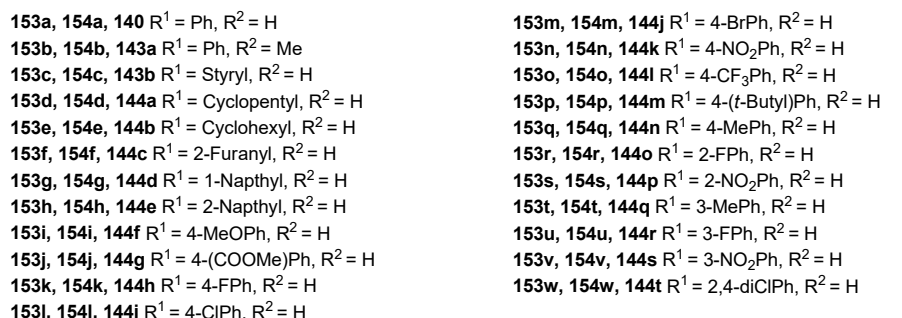 153a, 154a, 140 R¹ = Ph, R² = H
153b, 154b, 143a R¹ = Ph, R² = Me
153c, 154c, 143b R¹ = Styryl, R² = H
153d, 154d, 144a R¹ = Cyclopentyl, R² = H
153e, 154e, 144b R¹ = Cyclohexyl, R² = H
153f, 154f, 144c R¹ = 2-Furanyl, R² = H
153g, 154g, 144d R¹ = 1-Napthyl, R² = H
153h, 154h, 144e R¹ = 2-Napthyl, R² = H
153i, 154i, 144f R¹ = 4-MeOPh, R² = H
153j, 154j, 144g R¹ = 4-(COOMe)Ph, R² = H
153k, 154k, 144h R¹ = 4-FPh, R² = H
153l, 154l, 144i R¹ = 4-ClPh, R² = H
153m, 154m, 144j R¹ = 4-BrPh, R² = H
153n, 154n, 144k R¹ = 4-NO₂Ph, R² = H
153o, 154o, 144l R¹ = 4-CF₃Ph, R² = H
153p, 154p, 144m R¹ = 4-(t-Butyl)Ph, R² = H
153q, 154q, 144n R¹ = 4-MePh, R² = H
153r, 154r, 144o R¹ = 2-FPh, R² = H
153s, 154s, 144p R¹ = 2-NO₂Ph, R² = H
153t, 154t, 144q R¹ = 3-MePh, R² = H
153u, 154u, 144r R¹ = 3-FPh, R² = H
153v, 154v, 144s R¹ = 3-NO₂Ph, R² = H
153w, 154w, 144t R¹ = 2,4-diClPh, R² = H